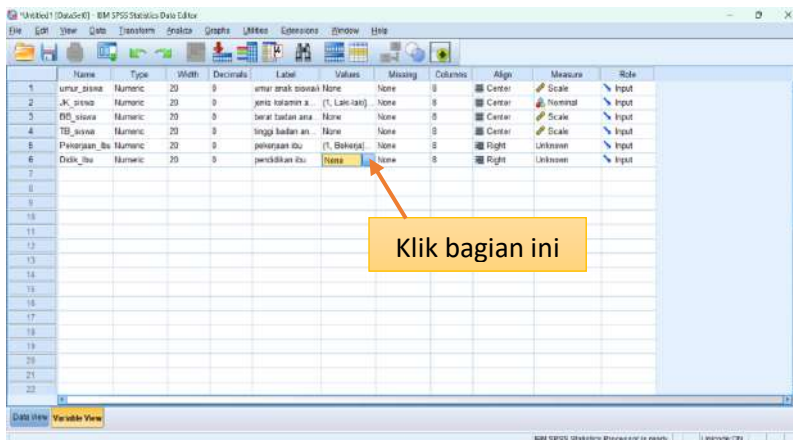 *Untitled1 [DataSet0] - IBM SPSS Statistics Data Editor
File Edit View Data Transform Analyze Graphs Utilities Extensions Window Help
Name Type Width Decimals Label Values Missing Columns Align Measure Role
1 umur_siswa Numeric 20 0 umur anak siswa/i None None 8 Center Scale Input
2 JK_siswa Numeric 20 0 jenis kelamin a... {1, Laki-laki}... None 8 Center Nominal Input
3 BB_siswa Numeric 20 0 berat badan ana... None None 8 Center Scale Input
4 TB_siswa Numeric 20 0 tinggi badan an... None None 8 Center Scale Input
5 Pekerjaan_Ibu Numeric 20 0 pekerjaan ibu {1, Bekerja}... None 8 Right Unknown Input
6 Didik_Ibu Numeric 20 0 pendidikan ibu None ... None 8 Right Unknown Input
7
8
9
10
11
12
13
14
15
16
17
18
19
20
21
22
Klik bagian ini
Data View Variable View
IBM SPSS Statistics Processor is ready Unicode:ON